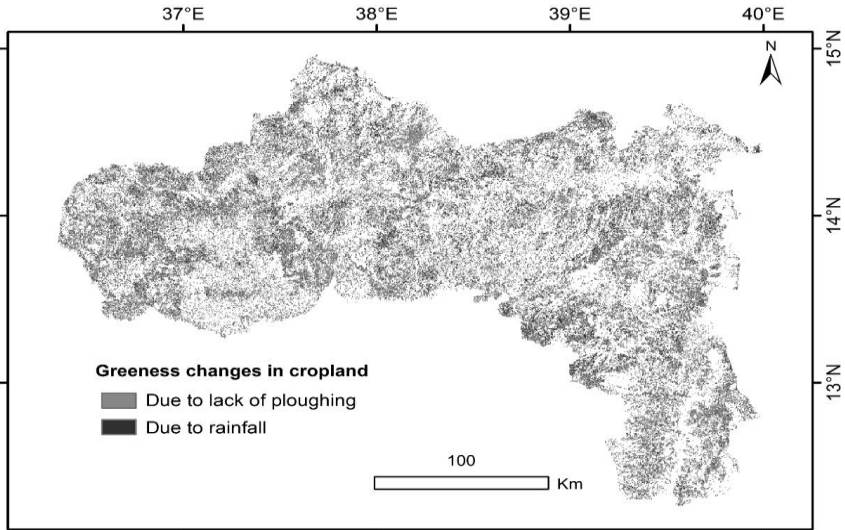 37°E 38°E 39°E 40°E
N
15°N
14°N
13°N
Greeness changes in cropland
Due to lack of ploughing
Due to rainfall
100
Km